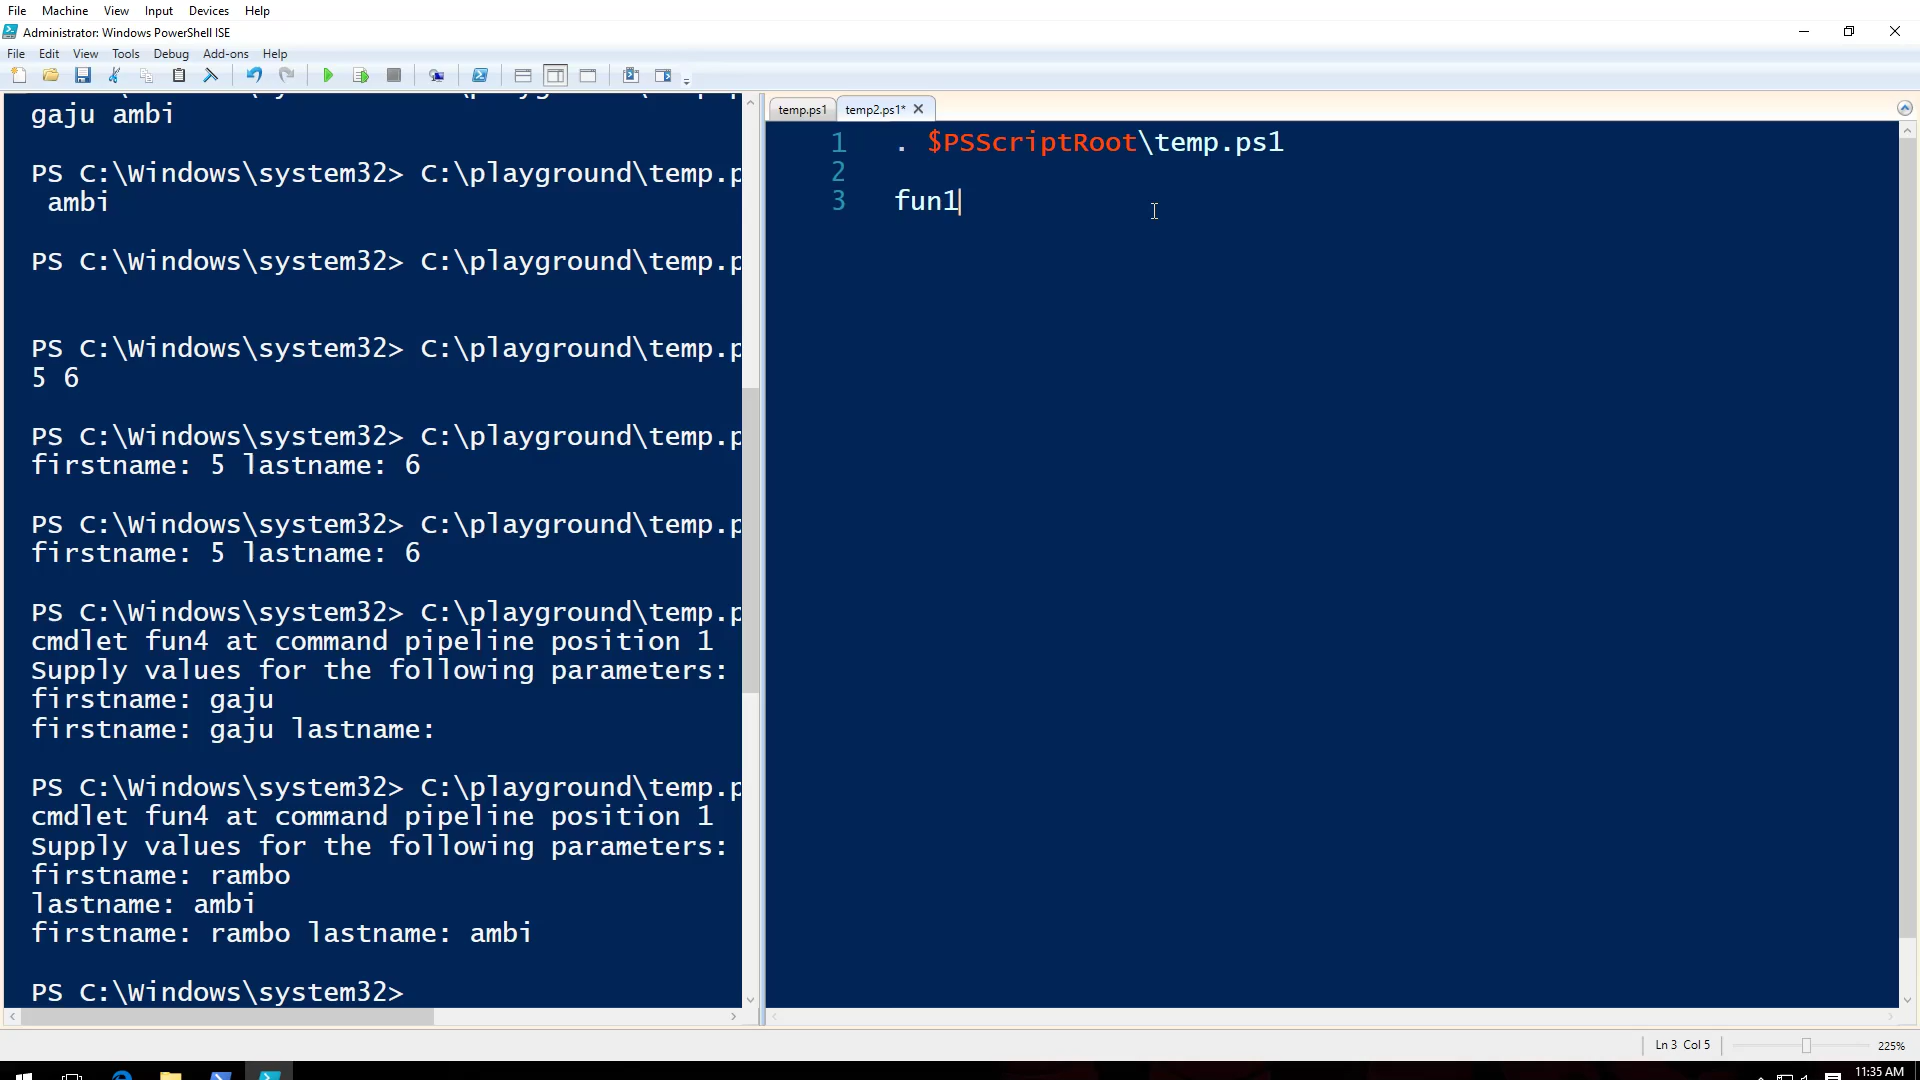 File Machine View Input Devices Help
Administrator: Windows PowerShell ISE
File Edit View Tools Debug Add-ons Help
gaju ambi
PS C:\Windows\system32> C:\playground\temp.p
ambi
PS C:\Windows\system32> C:\playground\temp.p
PS C:\Windows\system32> C:\playground\temp.p
5 6
PS C:\Windows\system32> C:\playground\temp.p
firstname: 5 lastname: 6
PS C:\Windows\system32> C:\playground\temp.p
firstname: 5 lastname: 6
PS C:\Windows\system32> C:\playground\temp.p
cmdlet fun4 at command pipeline position 1
Supply values for the following parameters:
firstname: gaju
firstname: gaju lastname:
PS C:\Windows\system32> C:\playground\temp.p
cmdlet fun4 at command pipeline position 1
Supply values for the following parameters:
firstname: rambo
lastname: ambi
firstname: rambo lastname: ambi
PS C:\Windows\system32>
temp.ps1 temp2.ps1*
1 . $PSScriptRoot\temp.ps1
2
3 fun1
Ln 3 Col 5 225%
11:35 AM